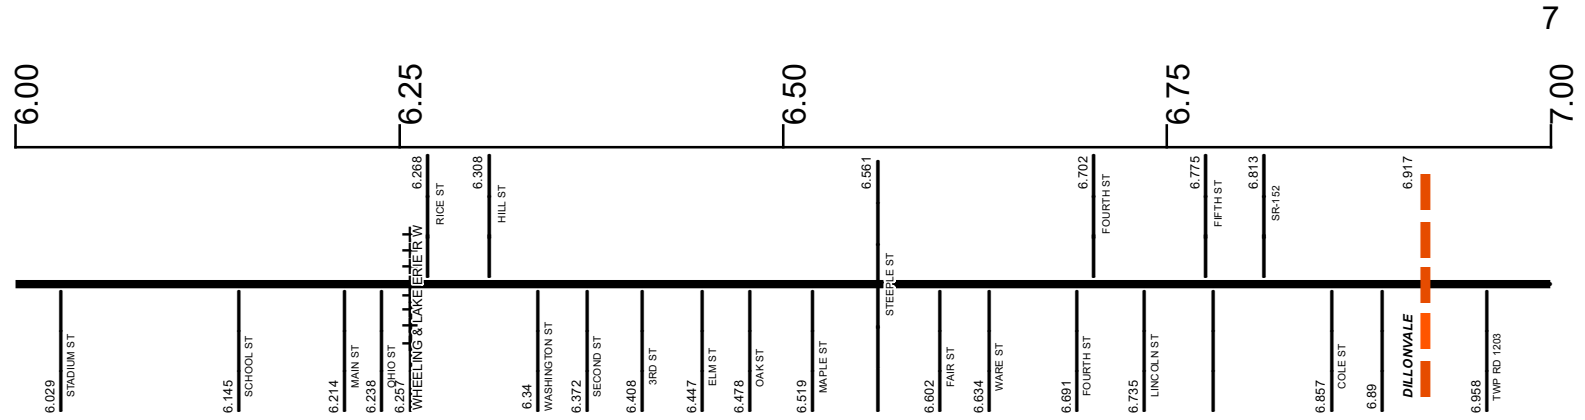 7
6.00
6.25
6.50
6.75
7.00
6.268
RICE ST
6.308
HILL ST
6.561
STEEPLE ST
6.702
FOURTH ST
6.775
FIFTH ST
6.813
SR-152
6.917
6.029
STADIUM ST
6.145
SCHOOL ST
6.214
MAIN ST
6.238
OHIO ST
6.257
WHEELING & LAKE ERIE RW
6.34
WASHINGTON ST
6.372
SECOND ST
6.408
3RD ST
6.447
ELM ST
6.478
OAK ST
6.519
MAPLE ST
6.602
FAIR ST
6.634
WARE ST
6.691
FOURTH ST
6.735
LINCOLN ST
6.857
COLE ST
6.89
DILLONVALE
6.958
TWP RD 1203